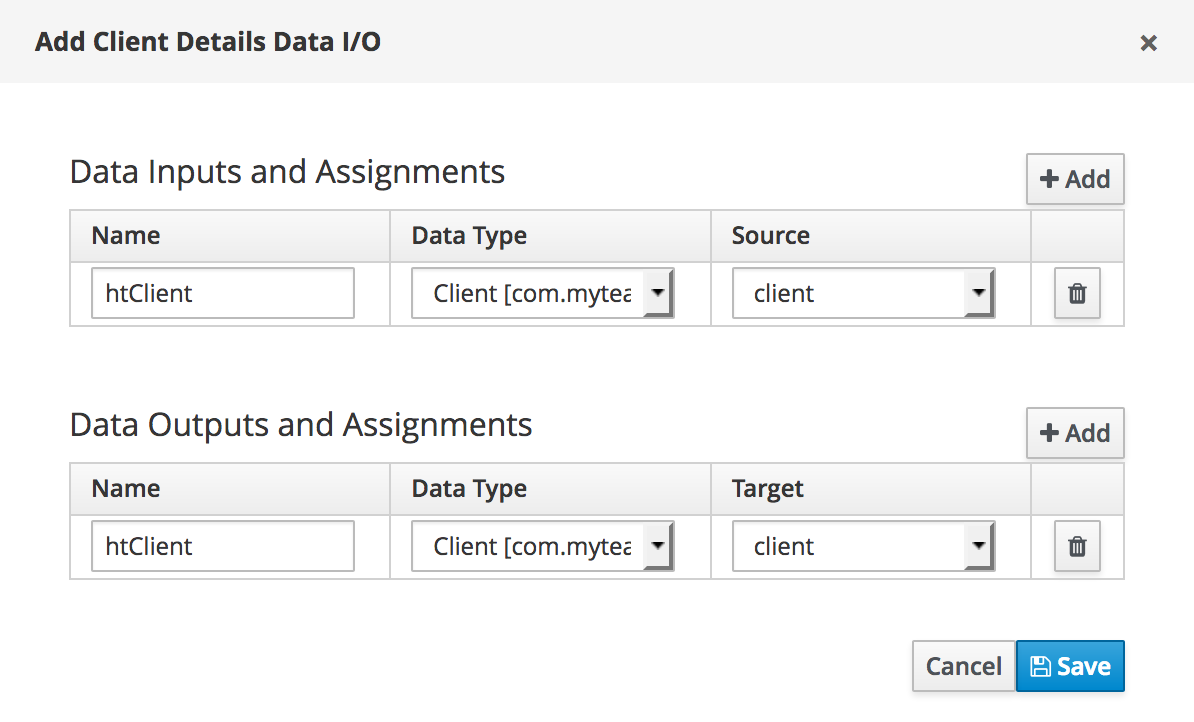 Add Client Details Data I/O
Data Inputs and Assignments
Add
Name Data Type Source
htClient Client [com.mytea client
Data Outputs and Assignments
Add
Name Data Type Target
htClient Client [com.mytea client
Cancel Save